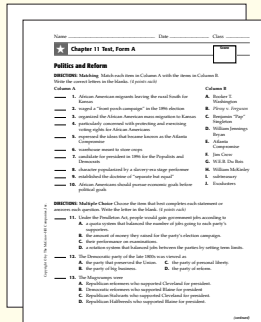 Name Date Class
Chapter 11 Test, Form A
Score
Politics and Reform
DIRECTIONS: Matching Match each item in Column A with the items in Column B.
Write the correct letters in the blanks. (4 points each)
Column A Column B
1. African American migrants leaving the rural South for
Kansas
2. waged a "front porch campaign" in the 1896 election
3. organized the African American mass migration to Kansas
4. particularly concerned with protecting and exercising
voting rights for African Americans
5. expressed the ideas that became known as the Atlanta
Compromise
6. warehouse meant to store crops
7. candidate for president in 1896 for the Populists and
Democrats
8. character popularized by a slavery-era stage performer
9. established the doctrine of "separate but equal"
10. African Americans should pursue economic goals before
political goals
A. Booker T.
Washington
B. Plessy v. Ferguson
C. Benjamin "Pap"
Singleton
D. William Jennings
Bryan
E. Atlanta
Compromise
F. Jim Crow
G. W.E.B. Du Bois
H. William McKinley
I. subtreasury
J. Exodusters
DIRECTIONS: Multiple Choice Choose the item that best completes each statement or
answers each question. Write the letter in the blank. (4 points each)
11. Under the Pendleton Act, people would gain government jobs according to
A. a quota system that balanced the number of jobs going to each party's
supporters.
B. the amount of money they raised for the party's election campaign.
C. their performance on examinations.
D. a rotation system that balanced jobs between the parties by setting term limits.
12. The Democratic party of the late 1800s was viewed as
A. the party that preserved the Union. C. the party of personal liberty.
B. the party of big business. D. the party of reform.
13. The Mugwumps were
A. Republican reformers who supported Cleveland for president.
B. Democratic reformers who supported Blaine for president
C. Republican Stalwarts who supported Cleveland for president.
D. Republican Halfbreeds who supported Blaine for president.
(continued)